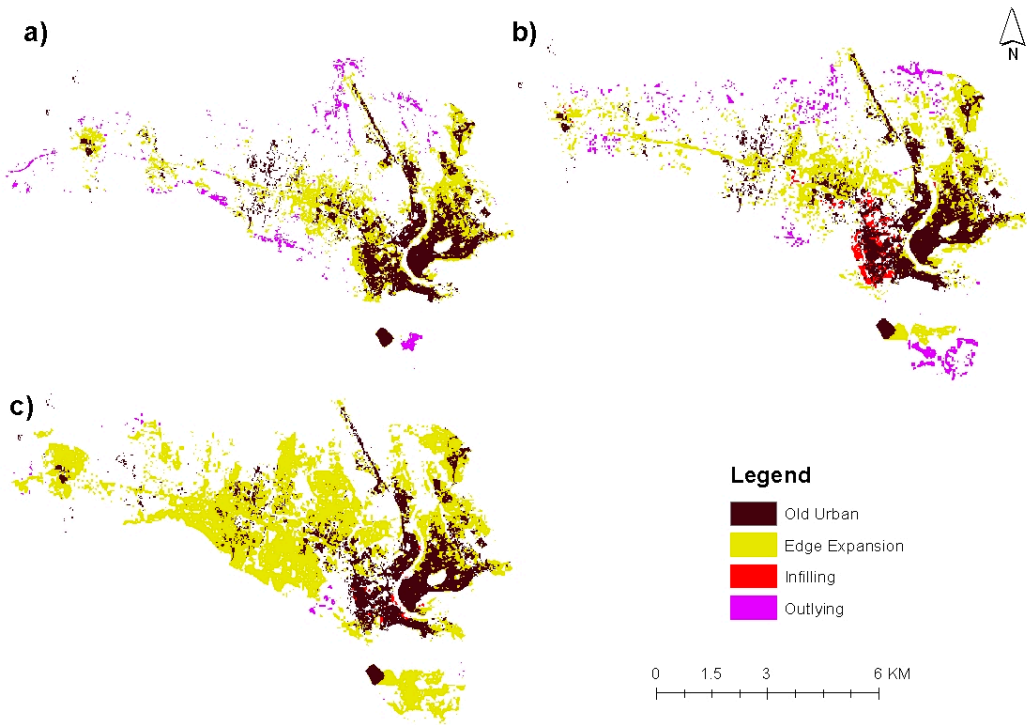 a)
b)
N
c)
Legend
Old Urban
Edge Expansion
Infilling
Outlying
0 1.5 3 6 KM